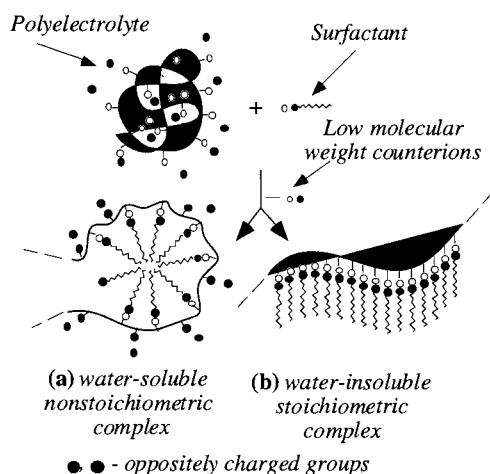 Polyelectrolyte
Surfactant
+
Low molecular
weight counterions
(a) water-soluble
nonstoichiometric
complex
(b) water-insoluble
stoichiometric
complex
●, ● - oppositely charged groups